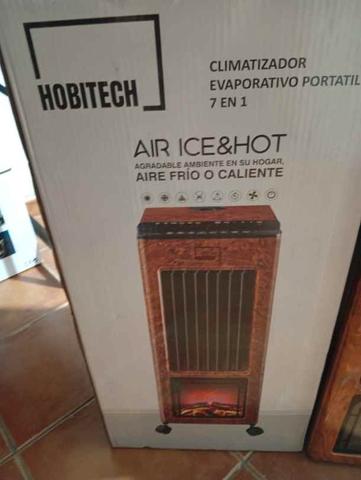 HOBITECH
CLIMATIZADOR
EVAPORATIVO PORTATIL
7 EN 1
AIR ICE&HOT
AGRADABLE AMBIENTE EN SU HOGAR,
AIRE FRÍO O CALIENTE